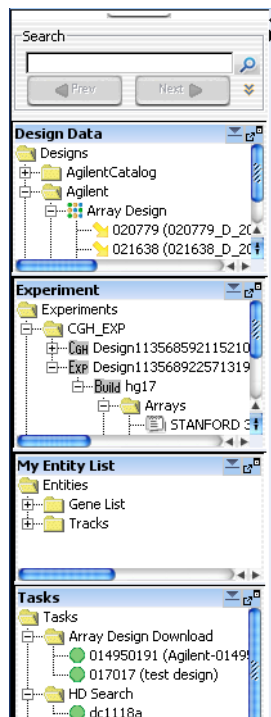 Search
Prev Next
Design Data
Designs
AgilentCatalog
Agilent
Array Design
020779 (020779_D_20
021638 (021638_D_20
Experiment
Experiments
CGH_EXP
CGH Design113568592115210
EXP Design113568922571319
Build hg17
Arrays
STANFORD 3
My Entity List
Entities
Gene List
Tracks
Tasks
Tasks
Array Design Download
014950191 (Agilent-0149
017017 (test design)
HD Search
dc1118a